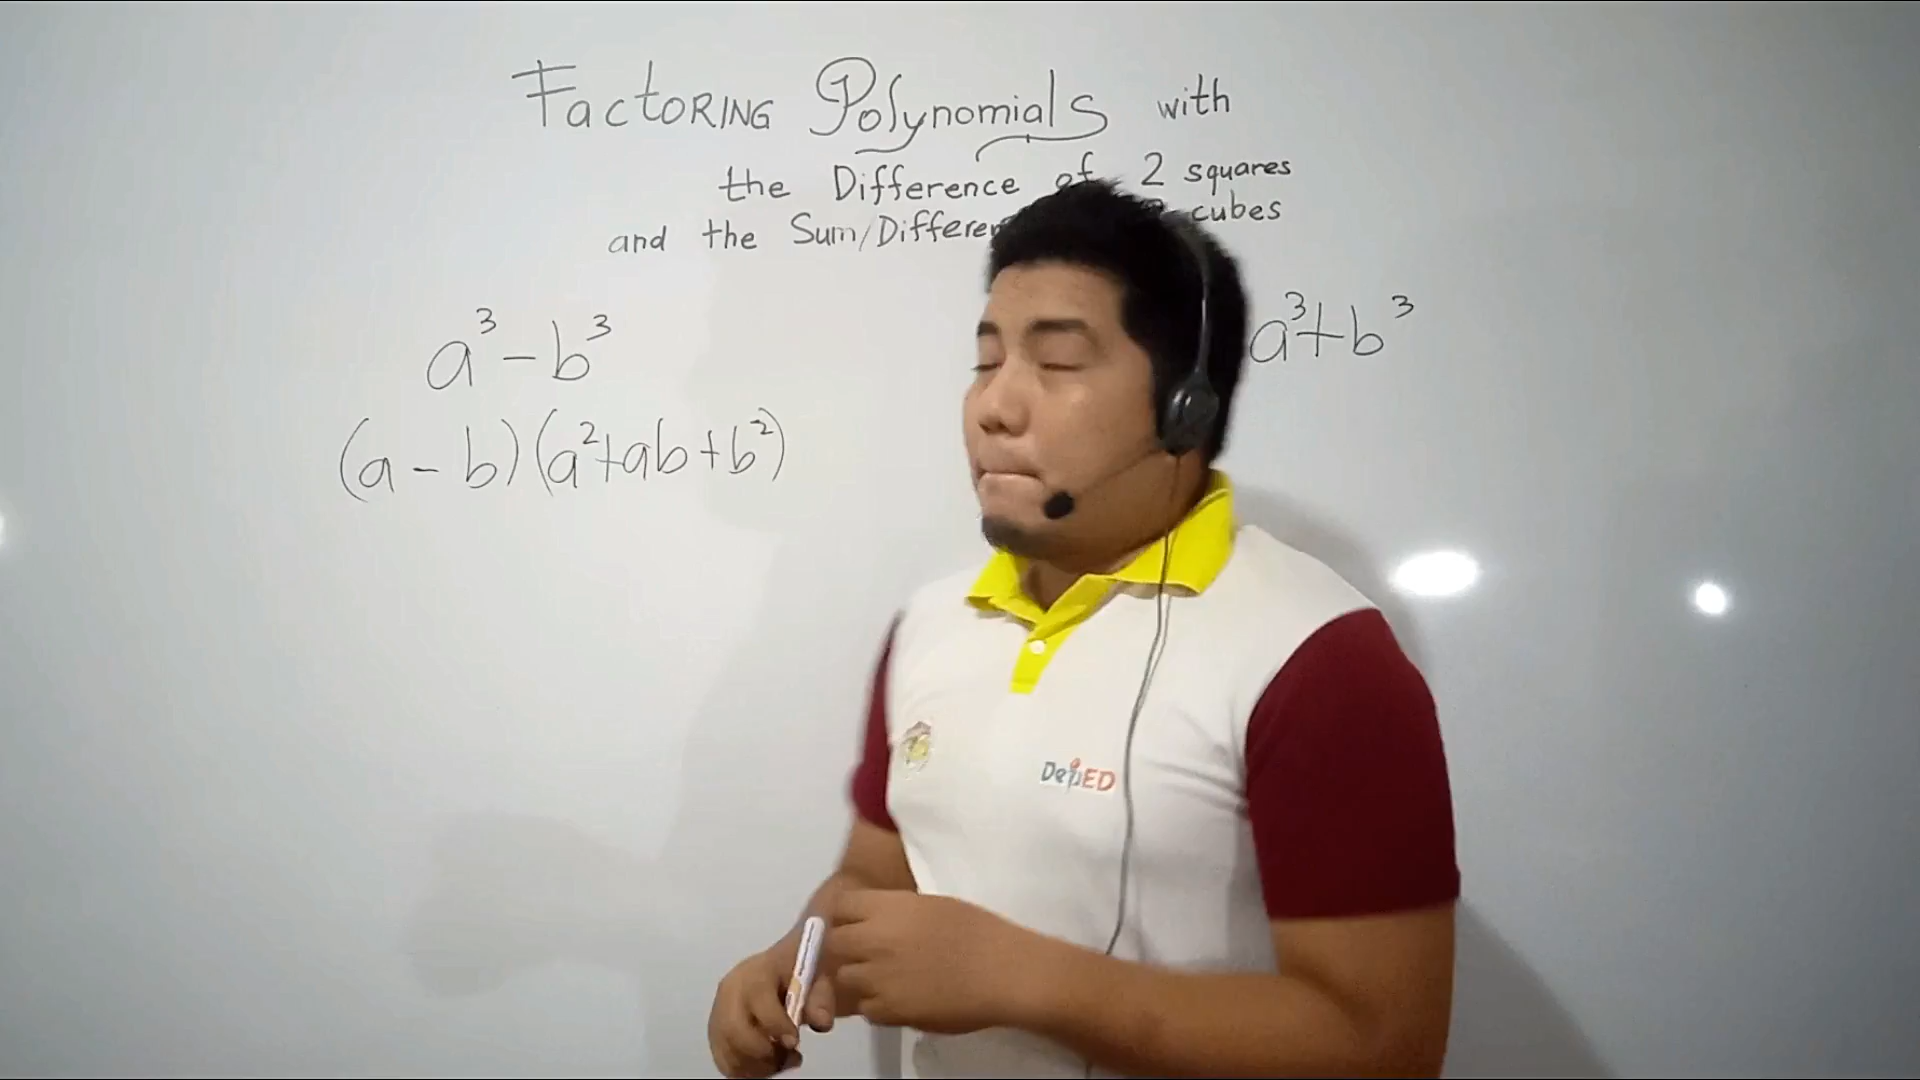 FactoRING Polynomials with
the Difference of 2 squares
and the Sum/Differen cubes
a³ - b³
a³+b³
(a - b)(a²+ab+b²)
DepED